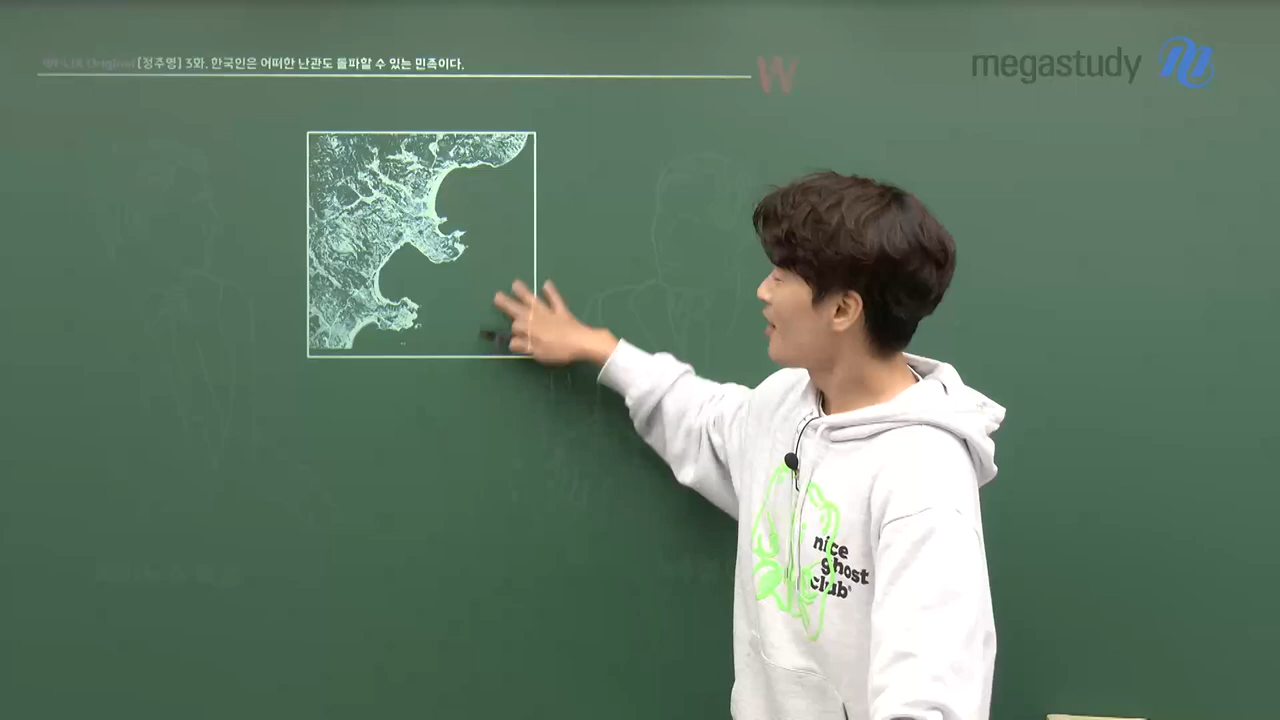 [정주영] 3화. 한국인은 어떠한 난관도 돌파할 수 있는 민족이다.
W
megastudy
nice
ghost
club